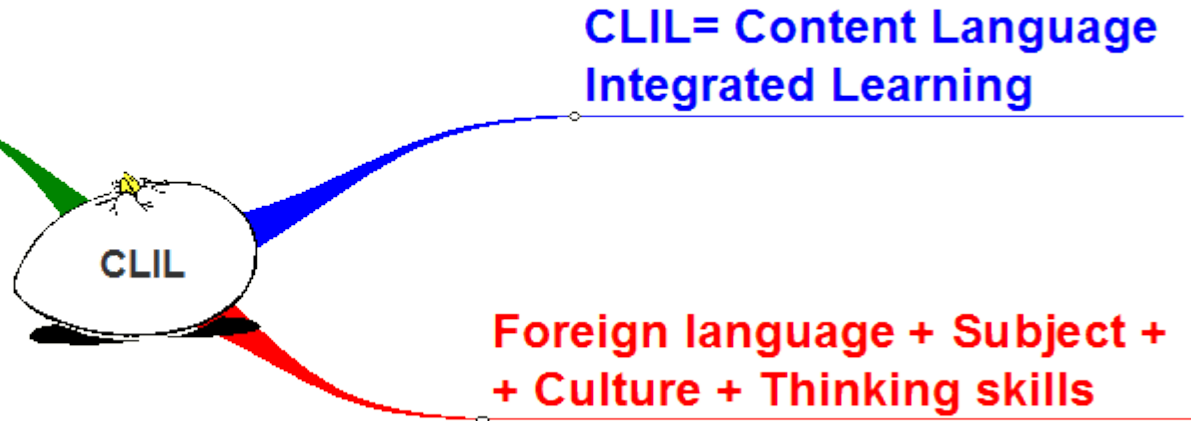 CLIL= Content Language
Integrated Learning
CLIL
Foreign language + Subject +
+ Culture + Thinking skills